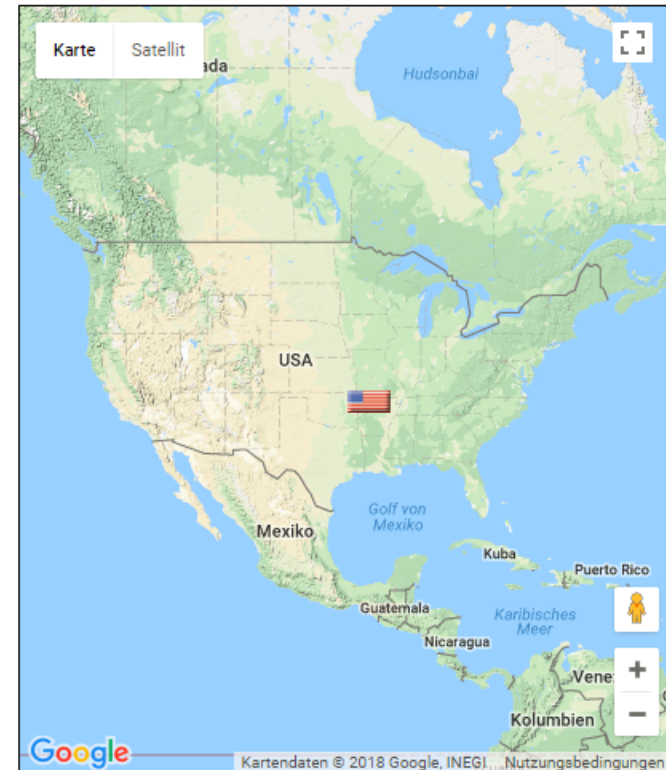 Karte Satellit
ada
Hudsonbai
USA
Golf von
Mexiko
Mexiko
Kuba
Puerto Rico
Guatemala
Karibisches
Meer
Nicaragua
Vene
Kolumbien
Google
Kartendaten © 2018 Google, INEGI Nutzungsbedingungen